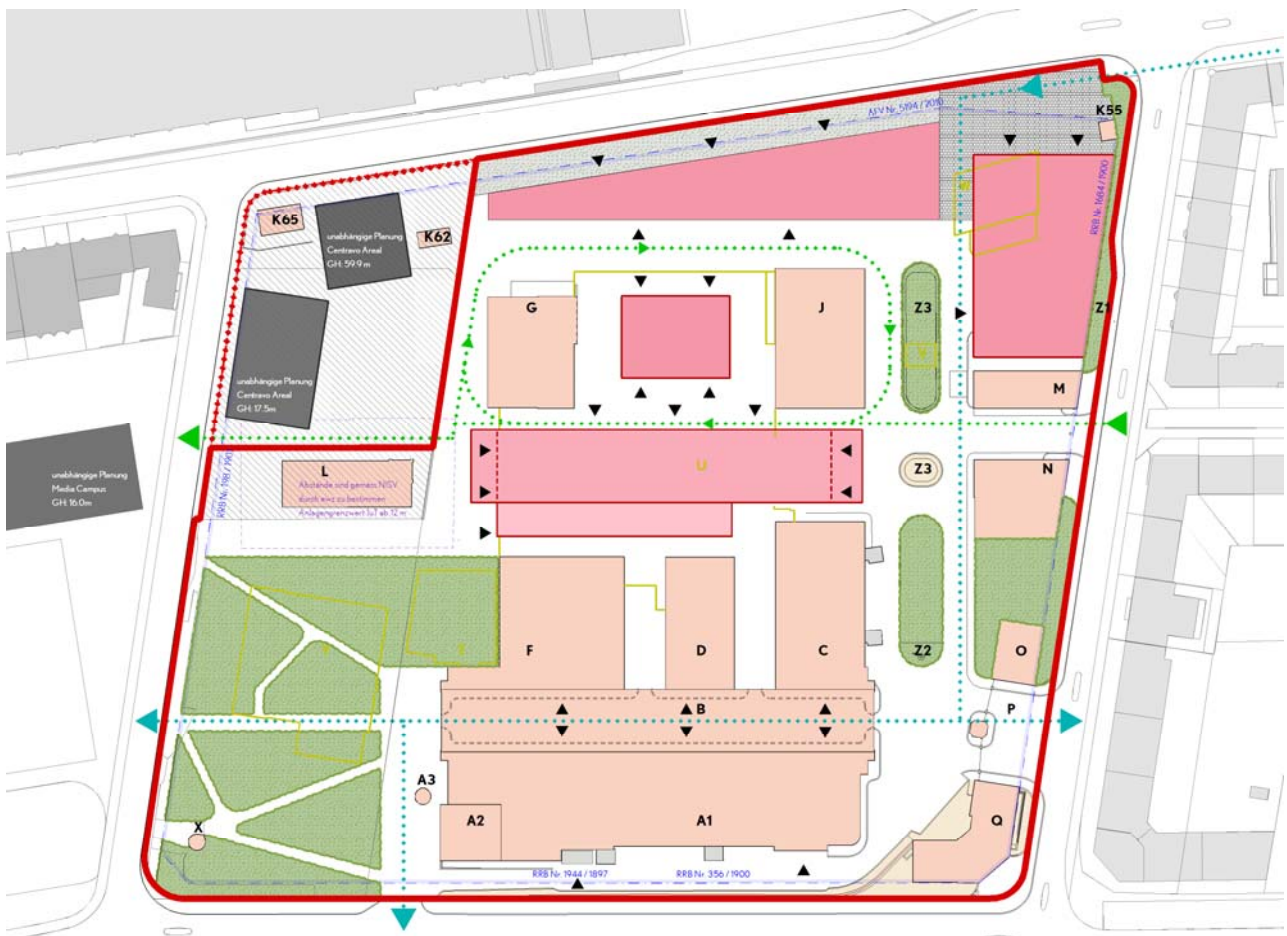 AFV Nr. 5194 / 2010
K55
RRB Nr. 1684 / 1900
K65
unabhängige Planung
Centravo Areal
GH: 59.9 m
K62
G
J
Z3
Z1
unabhängige Planung
Centravo Areal
GH: 17.5m
M
unabhängige Planung
Media Campus
GH: 16.0m
L
Abstände sind gemäss NISV
durch ewz zu bestimmen
Anlagengrenzwert 1uT ab 12 m
U
Z3
N
F
D
C
Z2
O
B
P
A3
X
A2
A1
Q
RRB Nr. 1944 / 1897
RRB Nr. 356 / 1900